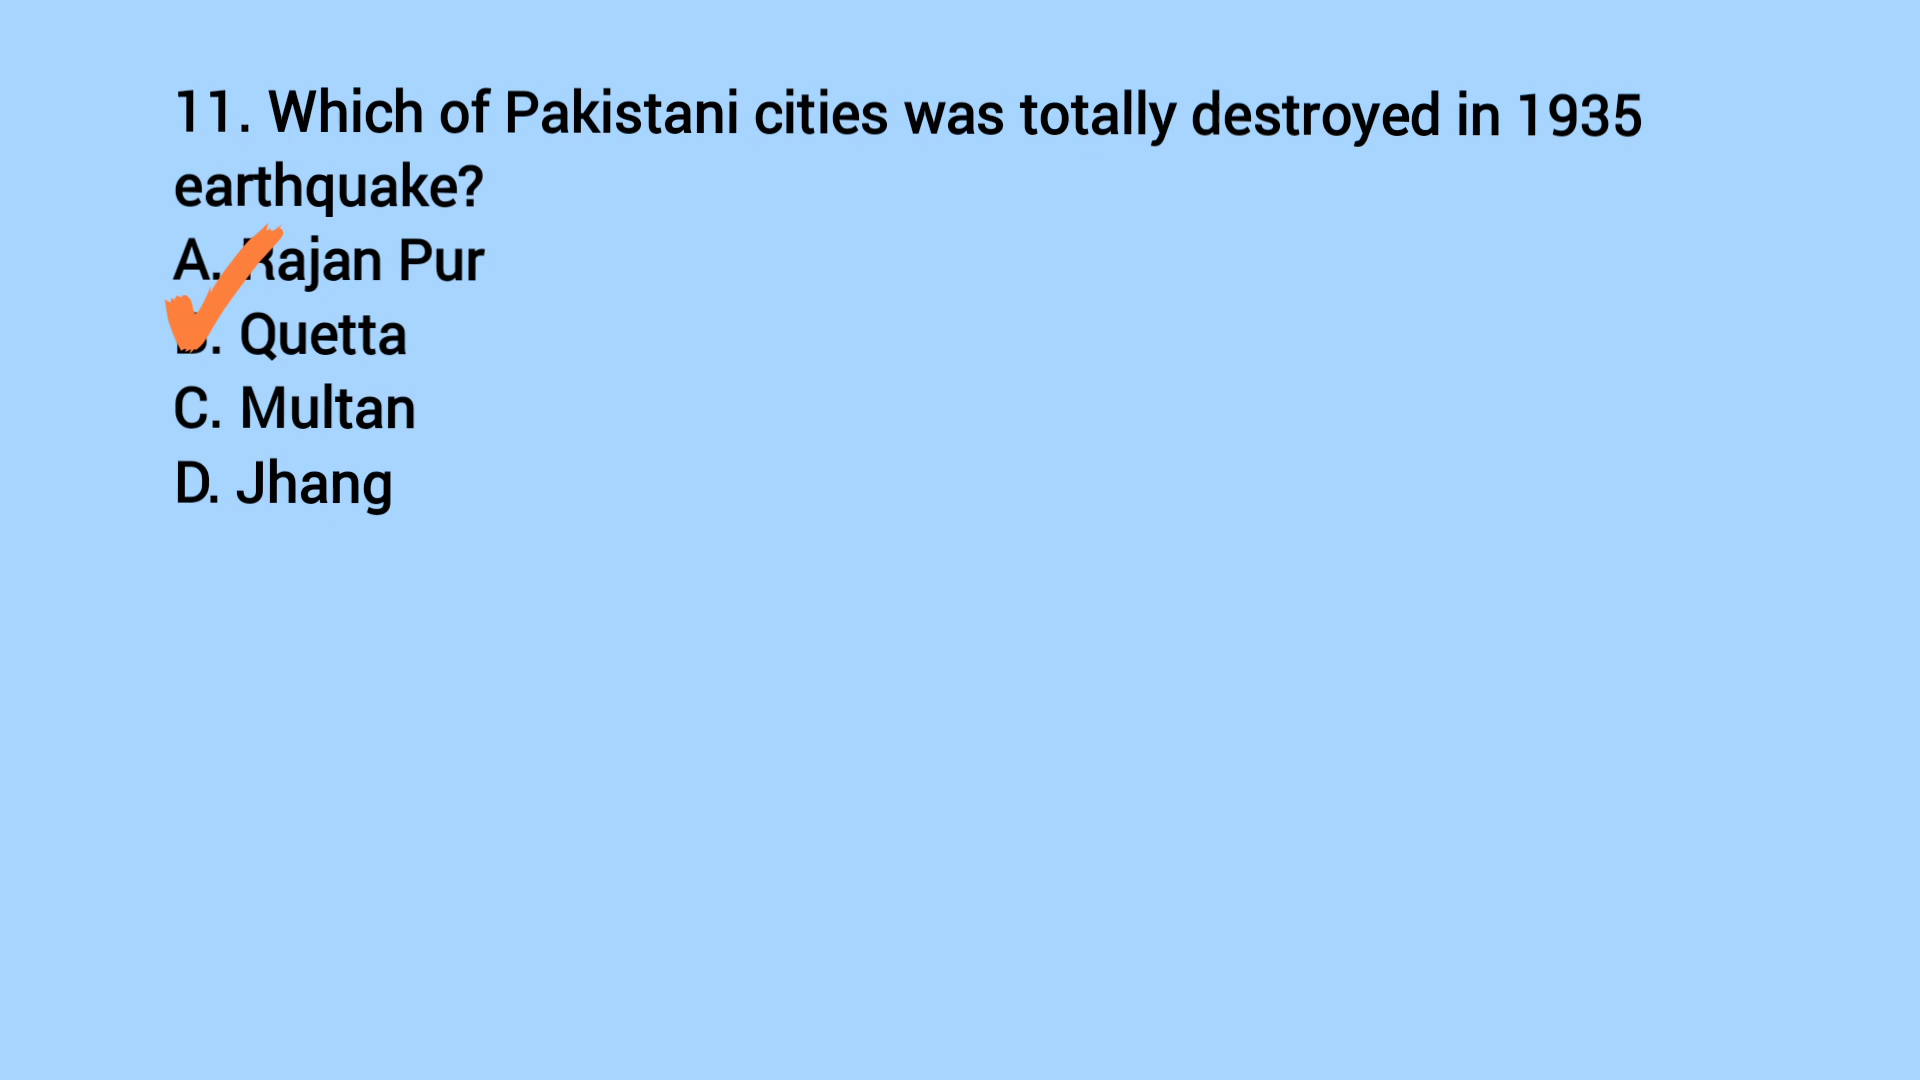 11. Which of Pakistani cities was totally destroyed in 1935
earthquake?
A. Rajan Pur
B. Quetta
C. Multan
D. Jhang